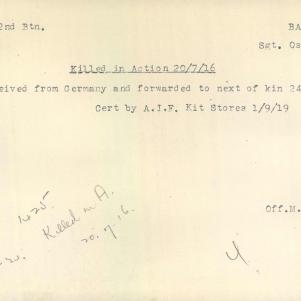 2nd Btn. BA
Sgt. Os
Killed in Action 20/7/16
eived from Germany and forwarded to next of kin 24
Cert by A.I.F. Kit Stores 1/9/19
1425.
Killed in A.
20.7.16.
Off.M.